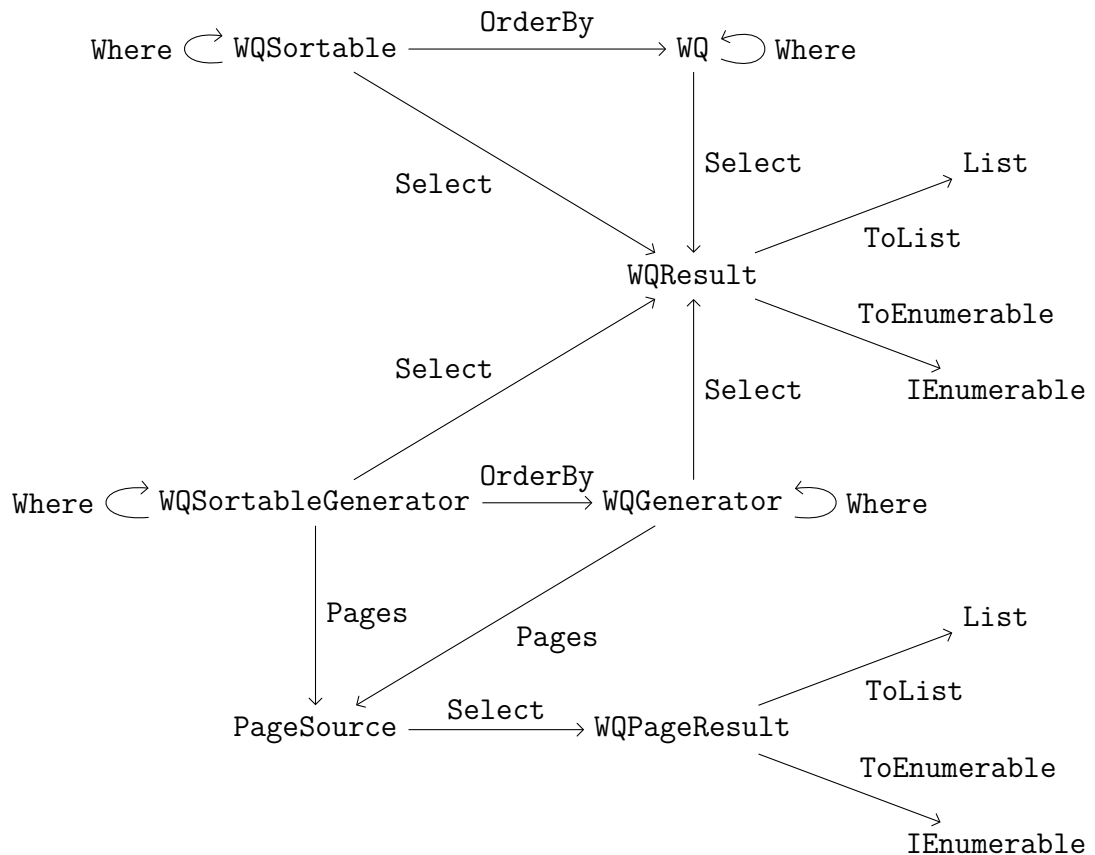 OrderBy
Where WQSortable WQ Where
Select List
Select
ToList
WQResult
ToEnumerable
Select
Select IEnumerable
OrderBy
Where WQSortableGenerator WQGenerator Where
Pages List
Pages
ToList
Select
PageSource WQPageResult
ToEnumerable
IEnumerable